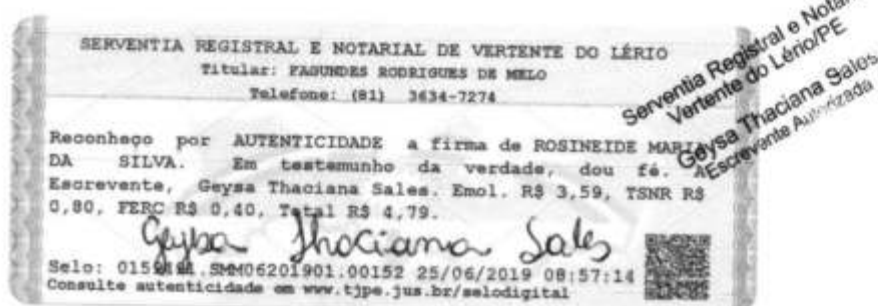 SERVENTIA REGISTRAL E NOTARIAL DE VERTENTE DO LÉRIO
Titular: FAGUNDES RODRIGUES DE MELO
Telefone: (81) 3634-7274
Reconheço por AUTENTICIDADE a firma de ROSINEIDE MARIA
DA SILVA. Em testemunho da verdade, dou fé. A
Escrevente, Geysa Thaciana Sales. Emol. R$ 3,59, TSNR R$
0,80, FERC R$ 0,40, Total R$ 4,79.
Geysa Thaciana Sales
Selo: .SMM06201901.00152 25/06/2019 08:57:14
Consulte autenticidade em www.tjpe.jus.br/selodigital
Serventia Registral e
Vertente do Lério/PE
Geysa Thaciana Sales
Escrevente Autorizada